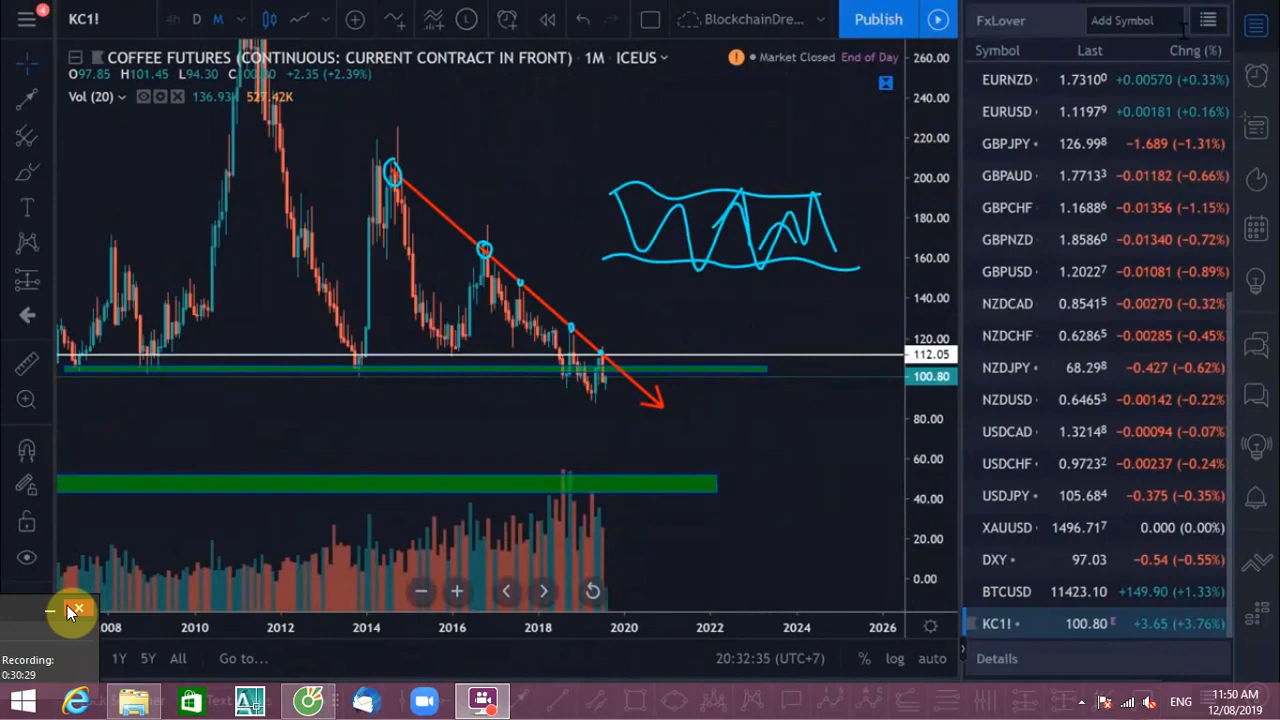 4
KC1!
4h
D
M
BlockchainDre...
Publish
COFFEE FUTURES (CONTINUOUS: CURRENT CONTRACT IN FRONT)
1M
ICEUS
Market Closed
End of Day
O97.85 H101.45 L94.30 +2.35 (+2.39%)
Vol (20)
260.00
240.00
220.00
200.00
180.00
160.00
140.00
120.00
112.05
100.80
80.00
60.00
40.00
20.00
0.00
008
2010
2012
2014
2016
2018
2020
2022
2024
2026
1Y
5Y
All
Go to...
20:32:35 (UTC+7)
%
log
auto
FxLover
Add Symbol
Symbol Last Chng (%)
EURNZD 1.7310⁰ +0.00570 (+0.33%)
EURUSD 1.1197⁹ +0.00181 (+0.16%)
GBPJPY 126.99⁸ −1.689 (−1.31%)
GBPAUD 1.7713³ −0.01182 (−0.66%)
GBPCHF 1.1688⁶ −0.01356 (−1.15%)
GBPNZD 1.8586⁰ −0.01340 (−0.72%)
GBPUSD 1.2022⁷ −0.01081 (−0.89%)
NZDCAD 0.8541⁵ −0.00270 (−0.32%)
NZDCHF 0.6286⁵ −0.00285 (−0.45%)
NZDJPY 68.29⁸ −0.427 (−0.62%)
NZDUSD 0.6465³ −0.00142 (−0.22%)
USDCAD 1.3214⁸ −0.00094 (−0.07%)
USDCHF 0.9723² −0.00237 (−0.24%)
USDJPY 105.68⁴ −0.375 (−0.35%)
XAUUSD 1496.71⁷ 0.000 (0.00%)
DXY 97.03 −0.54 (−0.55%)
BTCUSD 11423.10 +149.90 (+1.33%)
KC1! 100.80 E +3.65 (+3.76%)
Details
Recording:
0:30:29
ENG
11:50 AM
12/08/2019